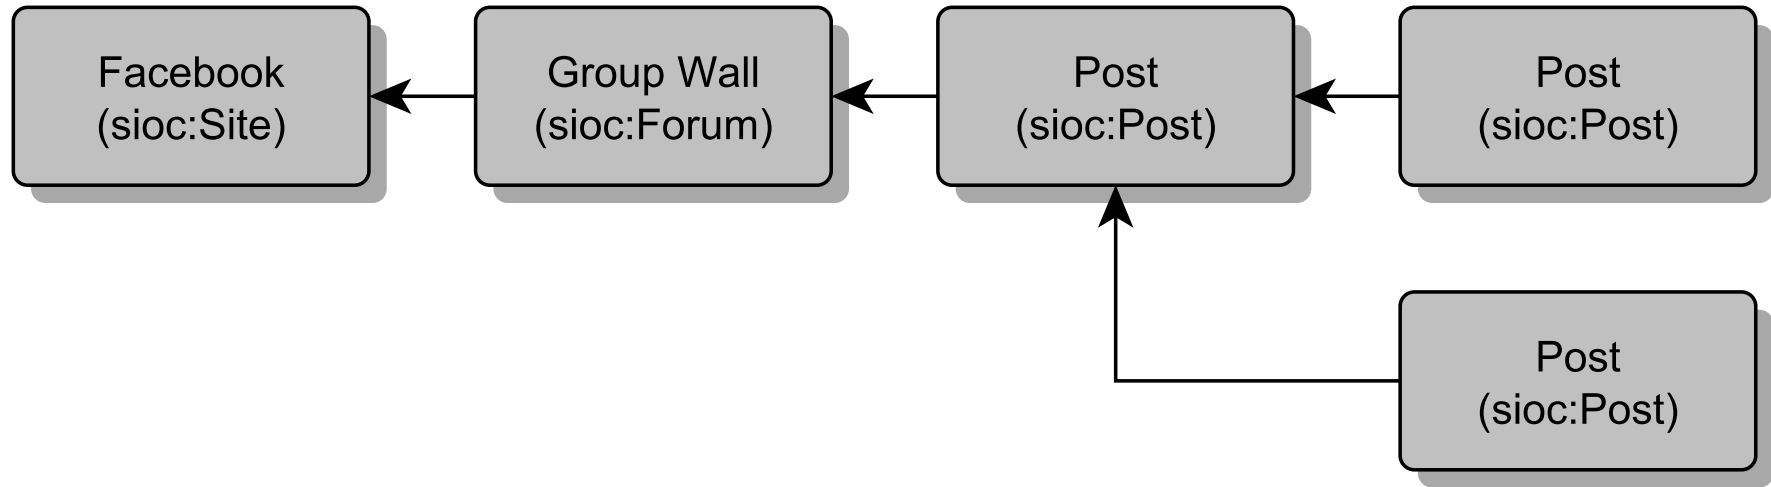 Facebook
(sioc:Site)
Group Wall
(sioc:Forum)
Post
(sioc:Post)
Post
(sioc:Post)
Post
(sioc:Post)